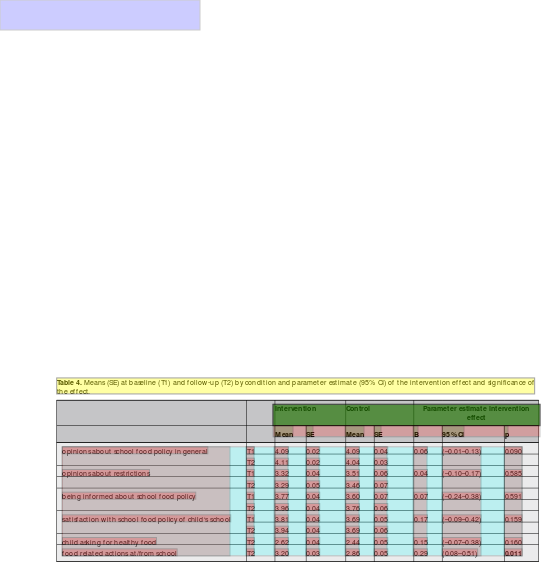 Table 4. Means (SE) at baseline (T1) and follow-up (T2) by condition and parameter estimate (95% CI) of the intervention effect and significance of
the effect.
Intervention Control Parameter estimate intervention
effect
Mean SE Mean SE B 95%CI p
opinions about school food policy in general T1 4.09 0.02 4.09 0.04 0.06 (−0.01–0.13) 0.090
T2 4.11 0.02 4.04 0.03
opinion about restrictions T1 3.32 0.04 3.51 0.06 0.04 (−0.10–0.17) 0.585
T2 3.29 0.05 3.46 0.07
being informed about school food policy T1 3.77 0.04 3.60 0.07 0.07 (−0.24–0.38) 0.591
T2 3.96 0.04 3.76 0.06
satisfaction with school food policy of child's school T1 3.81 0.04 3.69 0.05 0.17 (−0.09–0.42) 0.159
T2 3.94 0.04 3.69 0.06
child asking for healthy food T2 2.62 0.04 2.44 0.05 0.15 (−0.07–0.38) 0.160
food related actions at/from school T2 3.20 0.03 2.86 0.05 0.29 (0.08–0.51) 0.011